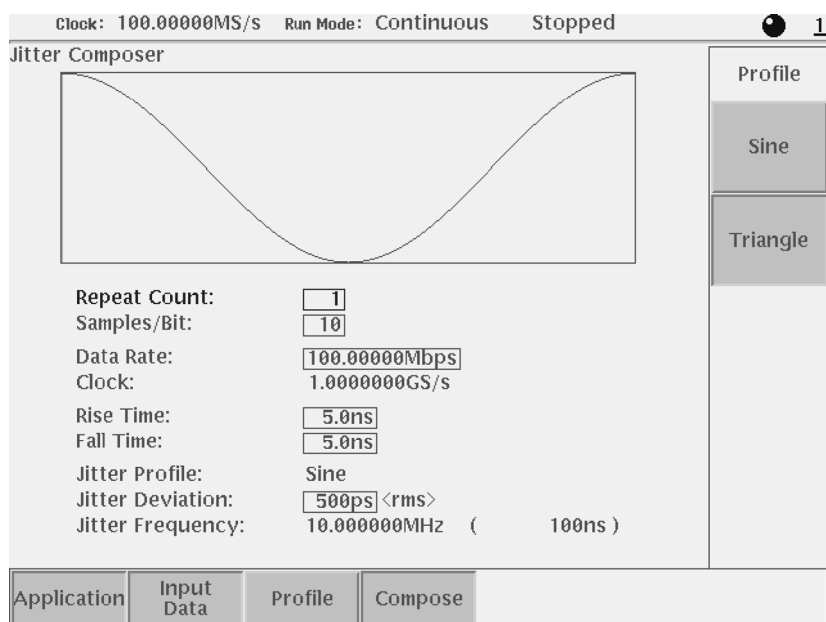 Clock: 100.00000MS/s Run Mode: Continuous Stopped 1
Jitter Composer
Profile
Sine
Triangle
Repeat Count: 1
Samples/Bit: 10
Data Rate: 100.00000Mbps
Clock: 1.0000000GS/s
Rise Time: 5.0ns
Fall Time: 5.0ns
Jitter Profile: Sine
Jitter Deviation: 500ps <rms>
Jitter Frequency: 10.000000MHz ( 100ns )
Application Input Data Profile Compose